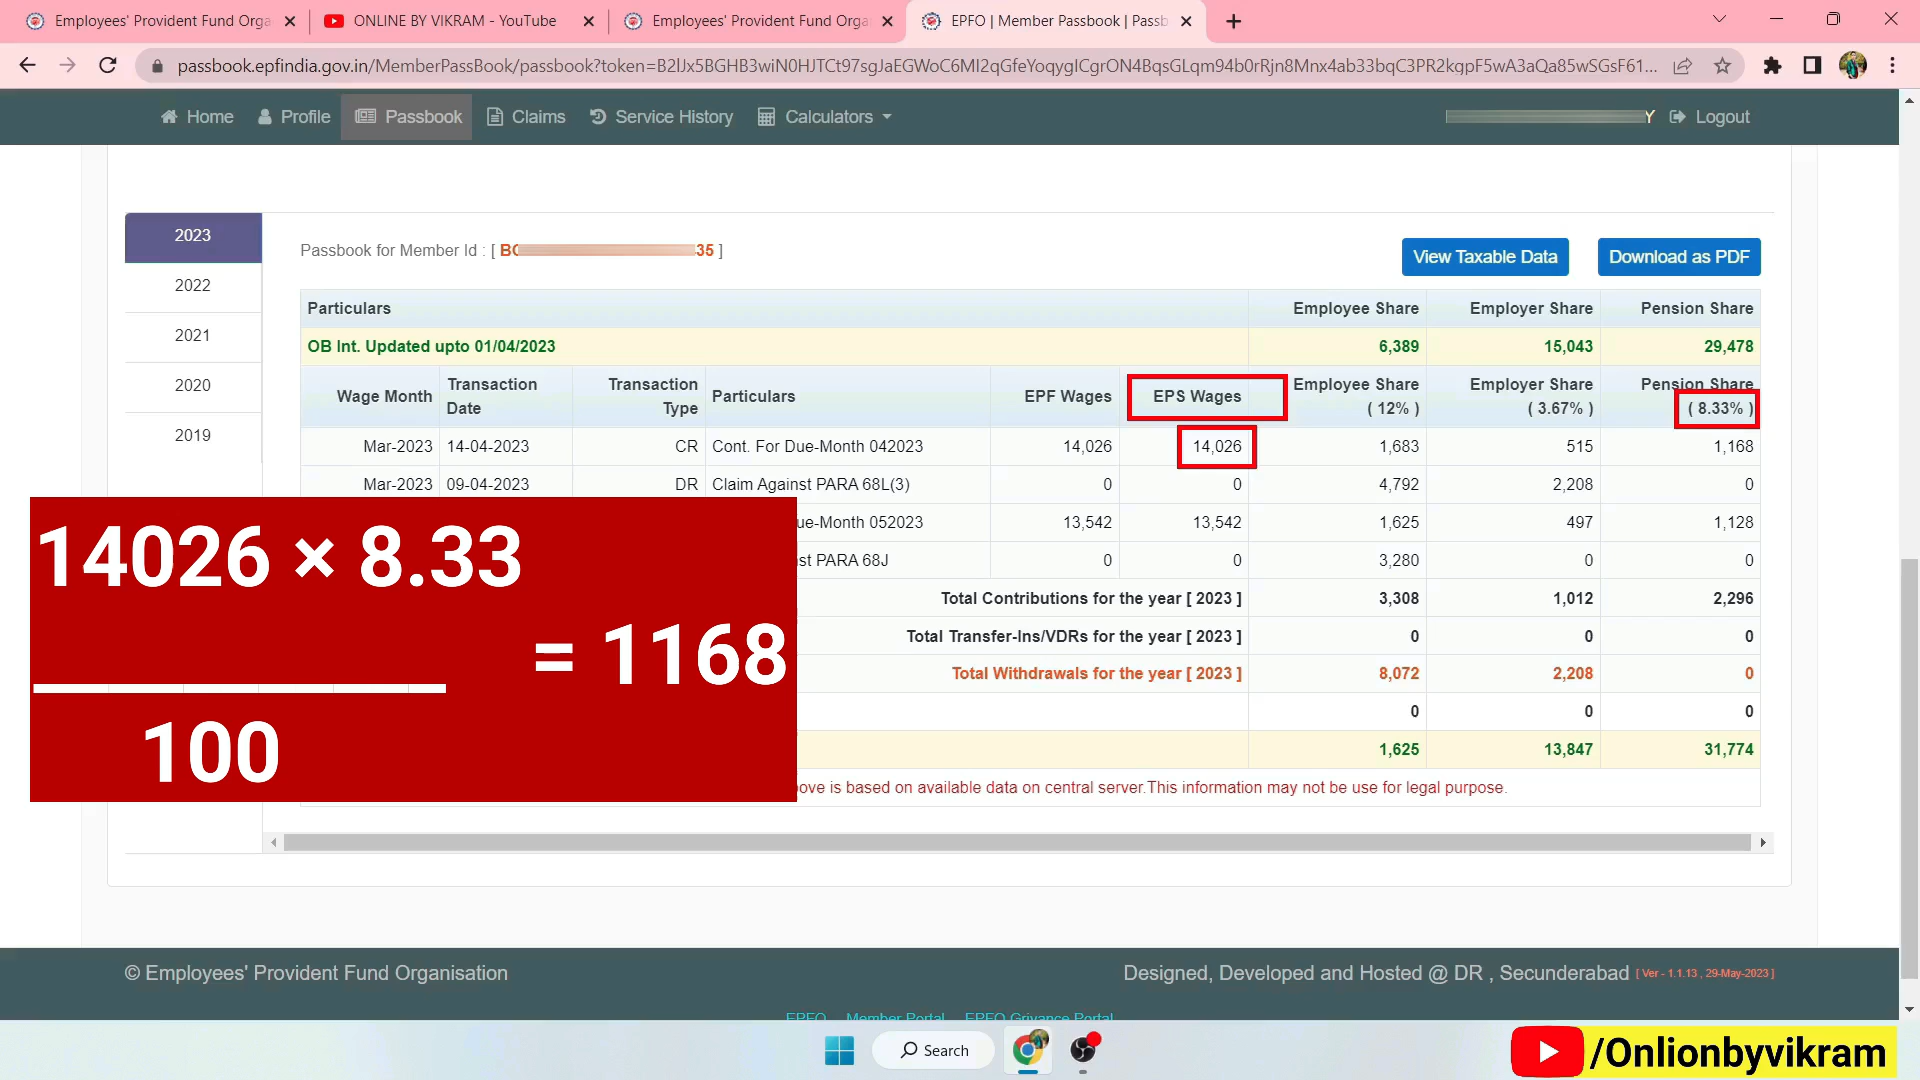 Employees' Provident Fund Orga
ONLINE BY VIKRAM - YouTube
Employees' Provident Fund Orga
EPFO | Member Passbook | Passb
passbook.epfindia.gov.in/MemberPassBook/passbook?token=B2lJx5BGHB3wiN0HJTCt97sgJaEGWoC6MI2qGfeYoqyglCgrON4BqsGLqm94b0rRjn8Mnx4ab33bqC3PR2kgpF5wA3aQa85wSGsF61...
Home Profile Passbook Claims Service History Calculators Y Logout
2023
2022
2021
2020
2019
Passbook for Member Id : [ BG 35 ]
View Taxable Data Download as PDF
Particulars Employee Share Employer Share Pension Share
OB Int. Updated upto 01/04/2023 6,389 15,043 29,478
Wage Month Transaction Date Transaction Type Particulars EPF Wages EPS Wages Employee Share ( 12% ) Employer Share ( 3.67% ) Pension Share ( 8.33% )
Mar-2023 14-04-2023 CR Cont. For Due-Month 042023 14,026 14,026 1,683 515 1,168
Mar-2023 09-04-2023 DR Claim Against PARA 68L(3) 0 0 4,792 2,208 0
ue-Month 052023 13,542 13,542 1,625 497 1,128
st PARA 68J 0 0 3,280 0 0
Total Contributions for the year [ 2023 ] 3,308 1,012 2,296
Total Transfer-Ins/VDRs for the year [ 2023 ] 0 0 0
Total Withdrawals for the year [ 2023 ] 8,072 2,208 0
0 0 0
1,625 13,847 31,774
ove is based on available data on central server.This information may not be use for legal purpose.
14026 × 8.33
= 1168
100
© Employees' Provident Fund Organisation
Designed, Developed and Hosted @ DR , Secunderabad [ Ver - 1.1.13 , 29-May-2023 ]
EPFO Member Portal EPFO Grivance Portal
Search
/Onlionbyvikram